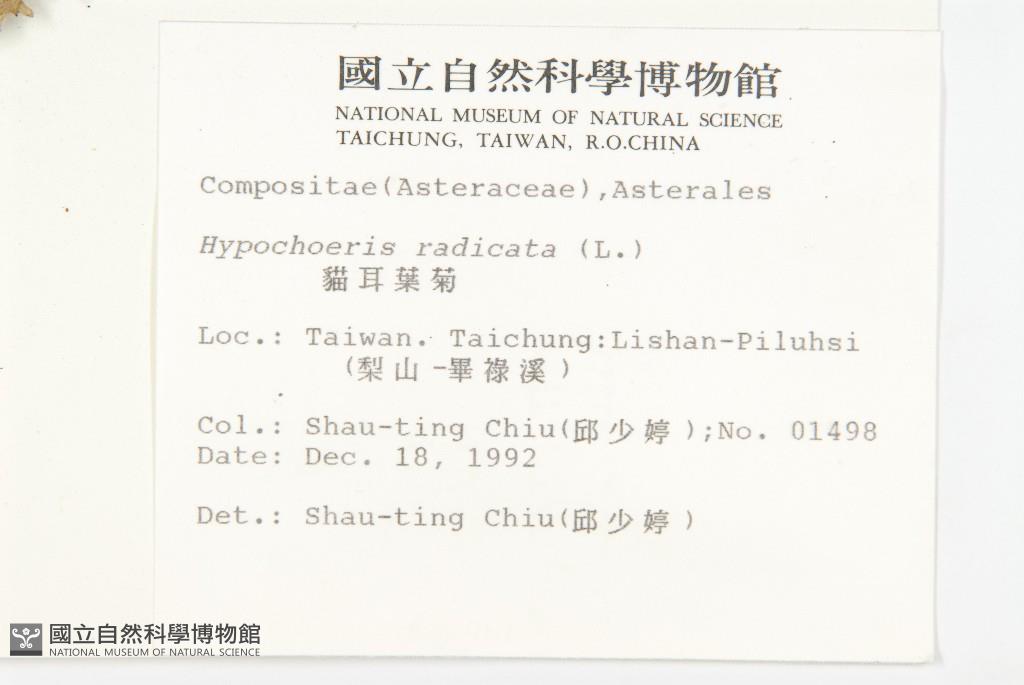 國立自然科學博物館
NATIONAL MUSEUM OF NATURAL SCIENCE
TAICHUNG, TAIWAN, R.O.CHINA
Compositae(Asteraceae),Asterales
Hypochoeris radicata (L.)
貓耳葉菊
Loc.: Taiwan. Taichung:Lishan-Piluhsi
(梨山-畢祿溪)
Col.: Shau-ting Chiu(邱少婷);No. 01498
Date: Dec. 18, 1992
Det.: Shau-ting Chiu(邱少婷)
國立自然科學博物館
NATIONAL MUSEUM OF NATURAL SCIENCE